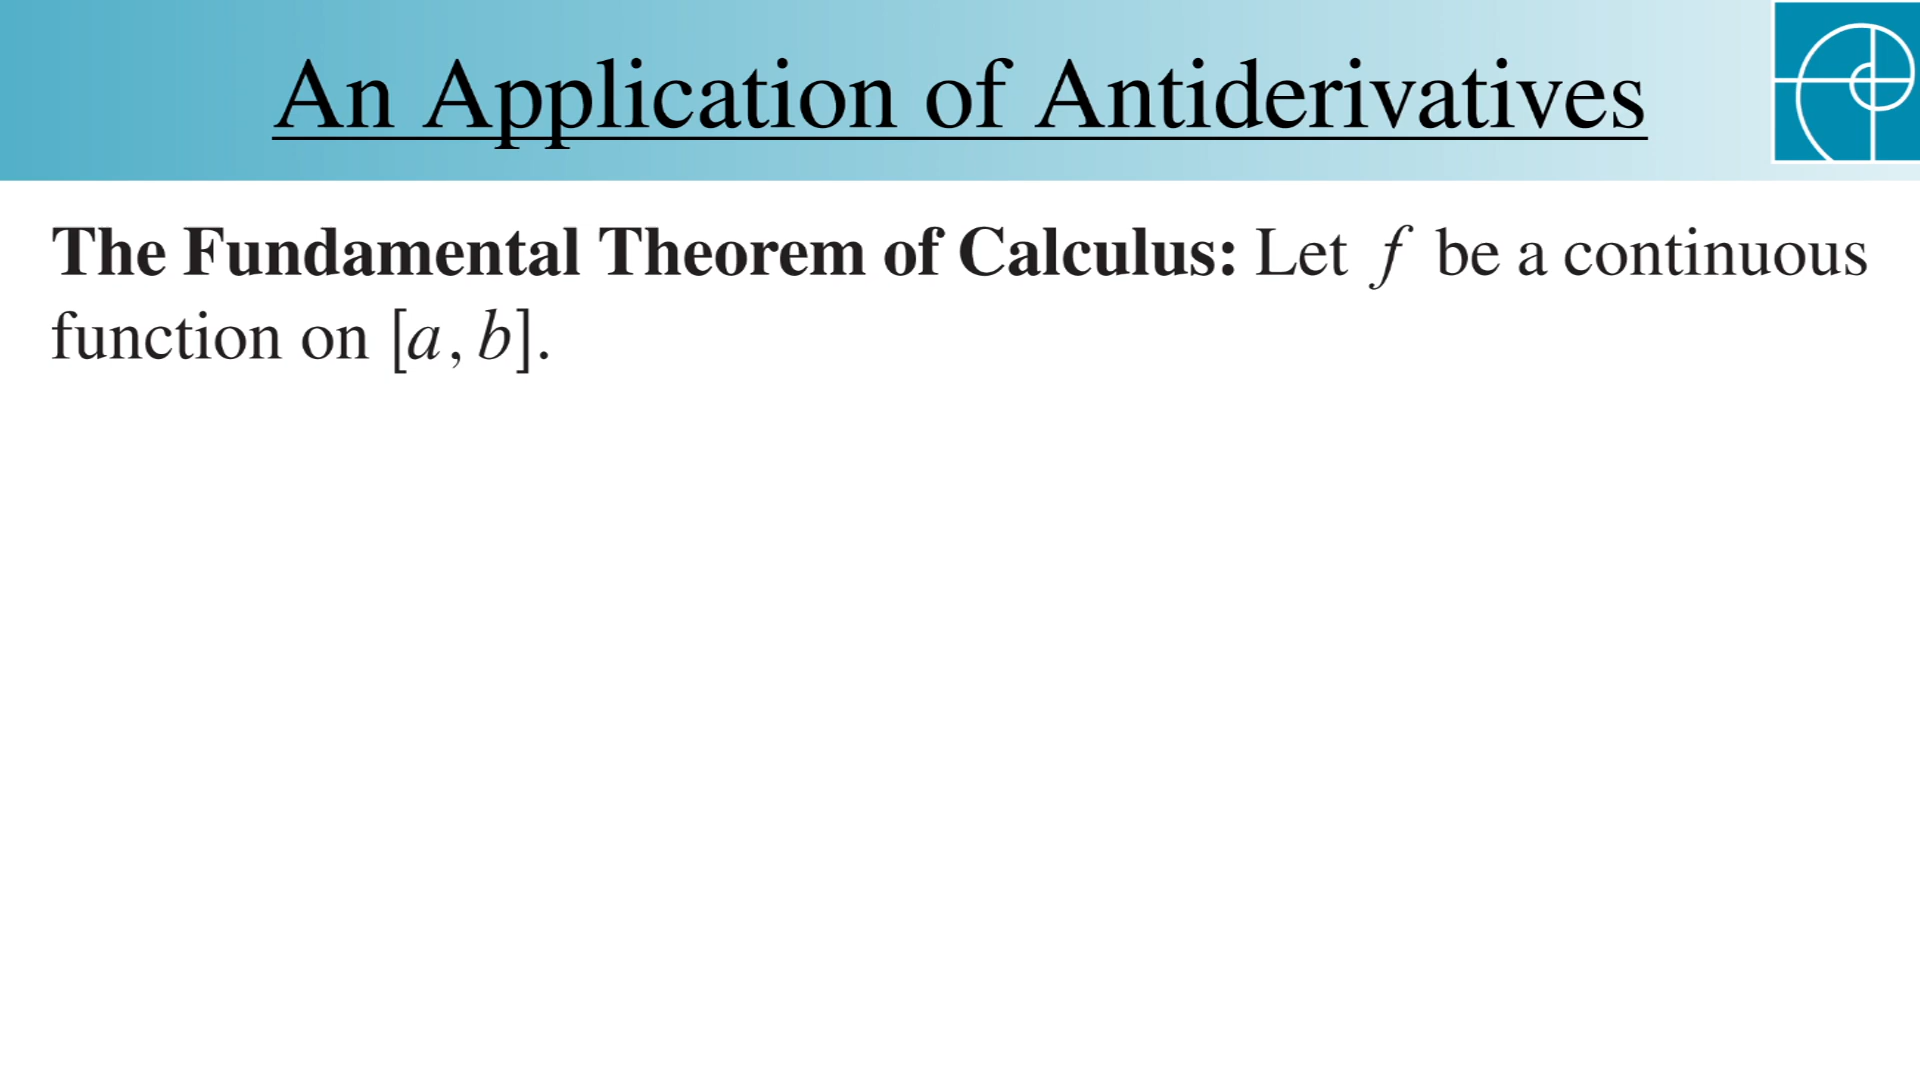 An Application of Antiderivatives
The Fundamental Theorem of Calculus: Let f be a continuous
function on [a, b].